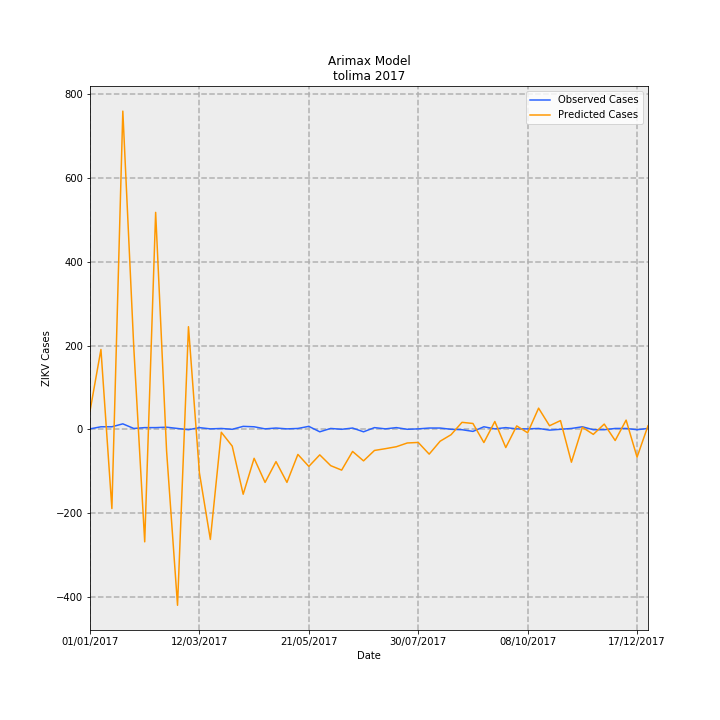 Arimax Model
tolima 2017
Observed Cases
Predicted Cases
800
600
400
200
0
−200
−400
ZIKV Cases
01/01/2017 12/03/2017 21/05/2017 30/07/2017 08/10/2017 17/12/2017
Date